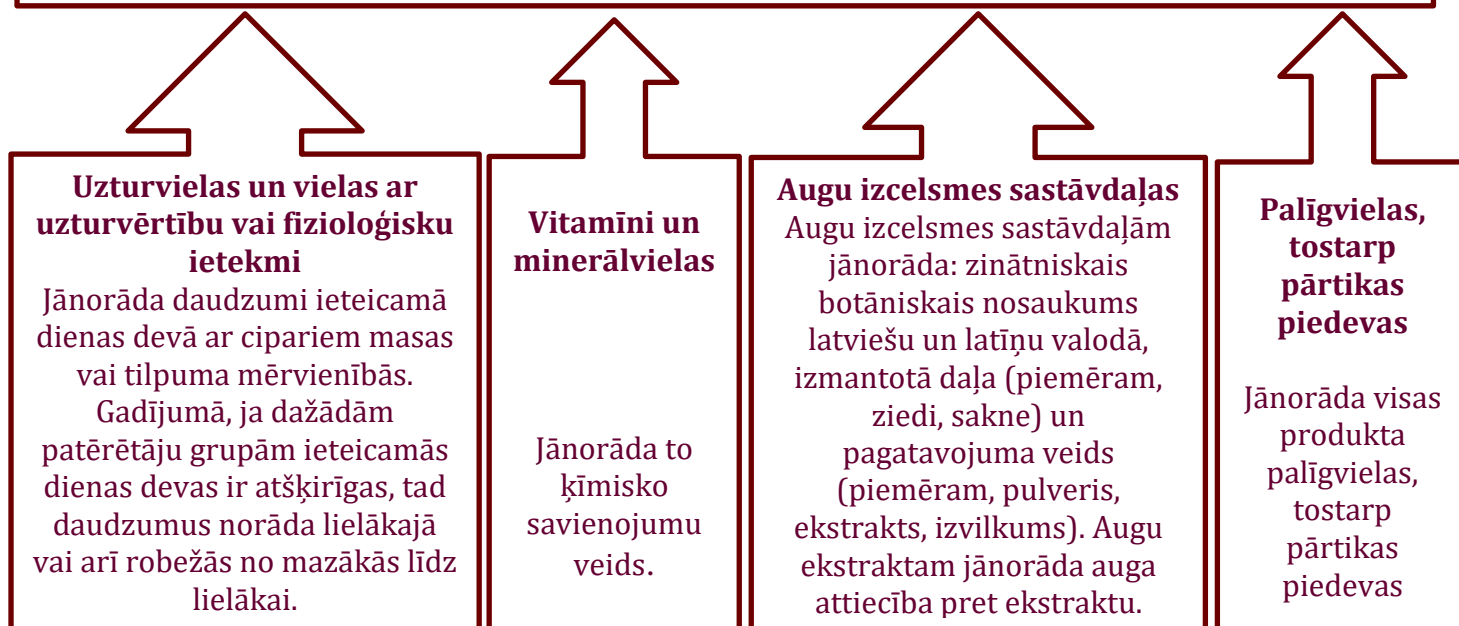 Uzturvielas un vielas ar
uzturvērtību vai fizioloģisku
ietekmi
Jānorāda daudzumi ieteicamā
dienas devā ar cipariem masas
vai tilpuma mērvienībās.
Gadījumā, ja dažādām
patērētāju grupām ieteicamās
dienas devas ir atšķirīgas, tad
daudzumus norāda lielākajā
vai arī robežās no mazākās līdz
lielākai.
Vitamīni un
minerālvielas
Jānorāda to
ķīmisko
savienojumu
veids.
Augu izcelsmes sastāvdaļas
Augu izcelsmes sastāvdaļām
jānorāda: zinātniskais
botāniskais nosaukums
latviešu un latīņu valodā,
izmantotā daļa (piemēram,
ziedi, sakne) un
pagatavojuma veids
(piemēram, pulveris,
ekstrakts, izvilkums). Augu
ekstraktam jānorāda auga
attiecība pret ekstraktu.
Palīgvielas,
tostarp
pārtikas
piedevas
Jānorāda visas
produkta
palīgvielas,
tostarp
pārtikas
piedevas